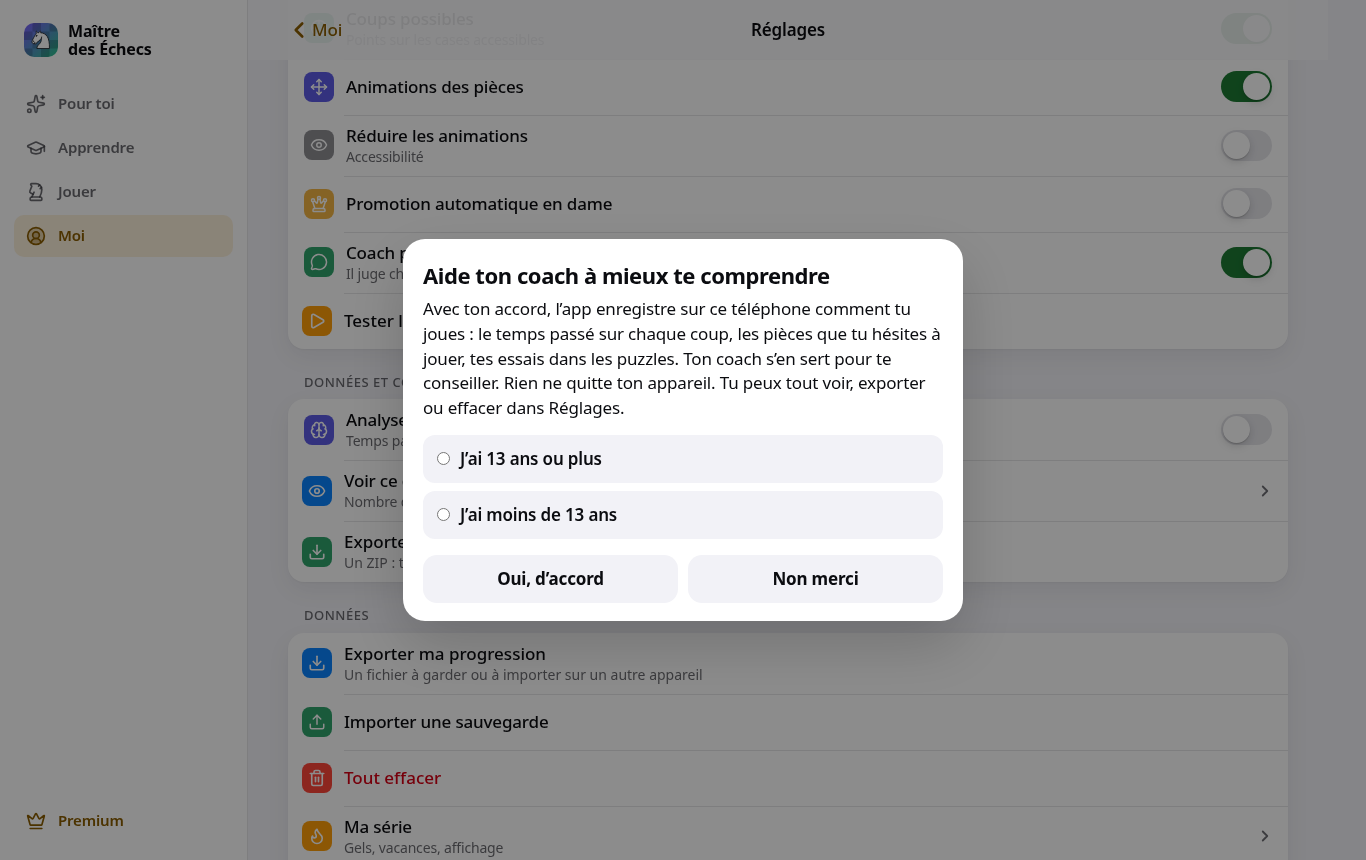 Maître
des Échecs
Pour toi
Apprendre
Jouer
Moi
Premium
Moi
Réglages
Coups possibles
Points sur les cases accessibles
Animations des pièces
Réduire les animations
Accessibilité
Promotion automatique en dame
Coach p
Il juge ch
Tester l
DONNÉES ET CO
Analyse
Temps pa
Voir ce
Nombre
Exporte
Un ZIP : t
Aide ton coach à mieux te comprendre
Avec ton accord, l’app enregistre sur ce téléphone comment tu
joues : le temps passé sur chaque coup, les pièces que tu hésites à
jouer, tes essais dans les puzzles. Ton coach s’en sert pour te
conseiller. Rien ne quitte ton appareil. Tu peux tout voir, exporter
ou effacer dans Réglages.
J’ai 13 ans ou plus
J’ai moins de 13 ans
Oui, d’accord
Non merci
DONNÉES
Exporter ma progression
Un fichier à garder ou à importer sur un autre appareil
Importer une sauvegarde
Tout effacer
Ma série
Gels, vacances, affichage